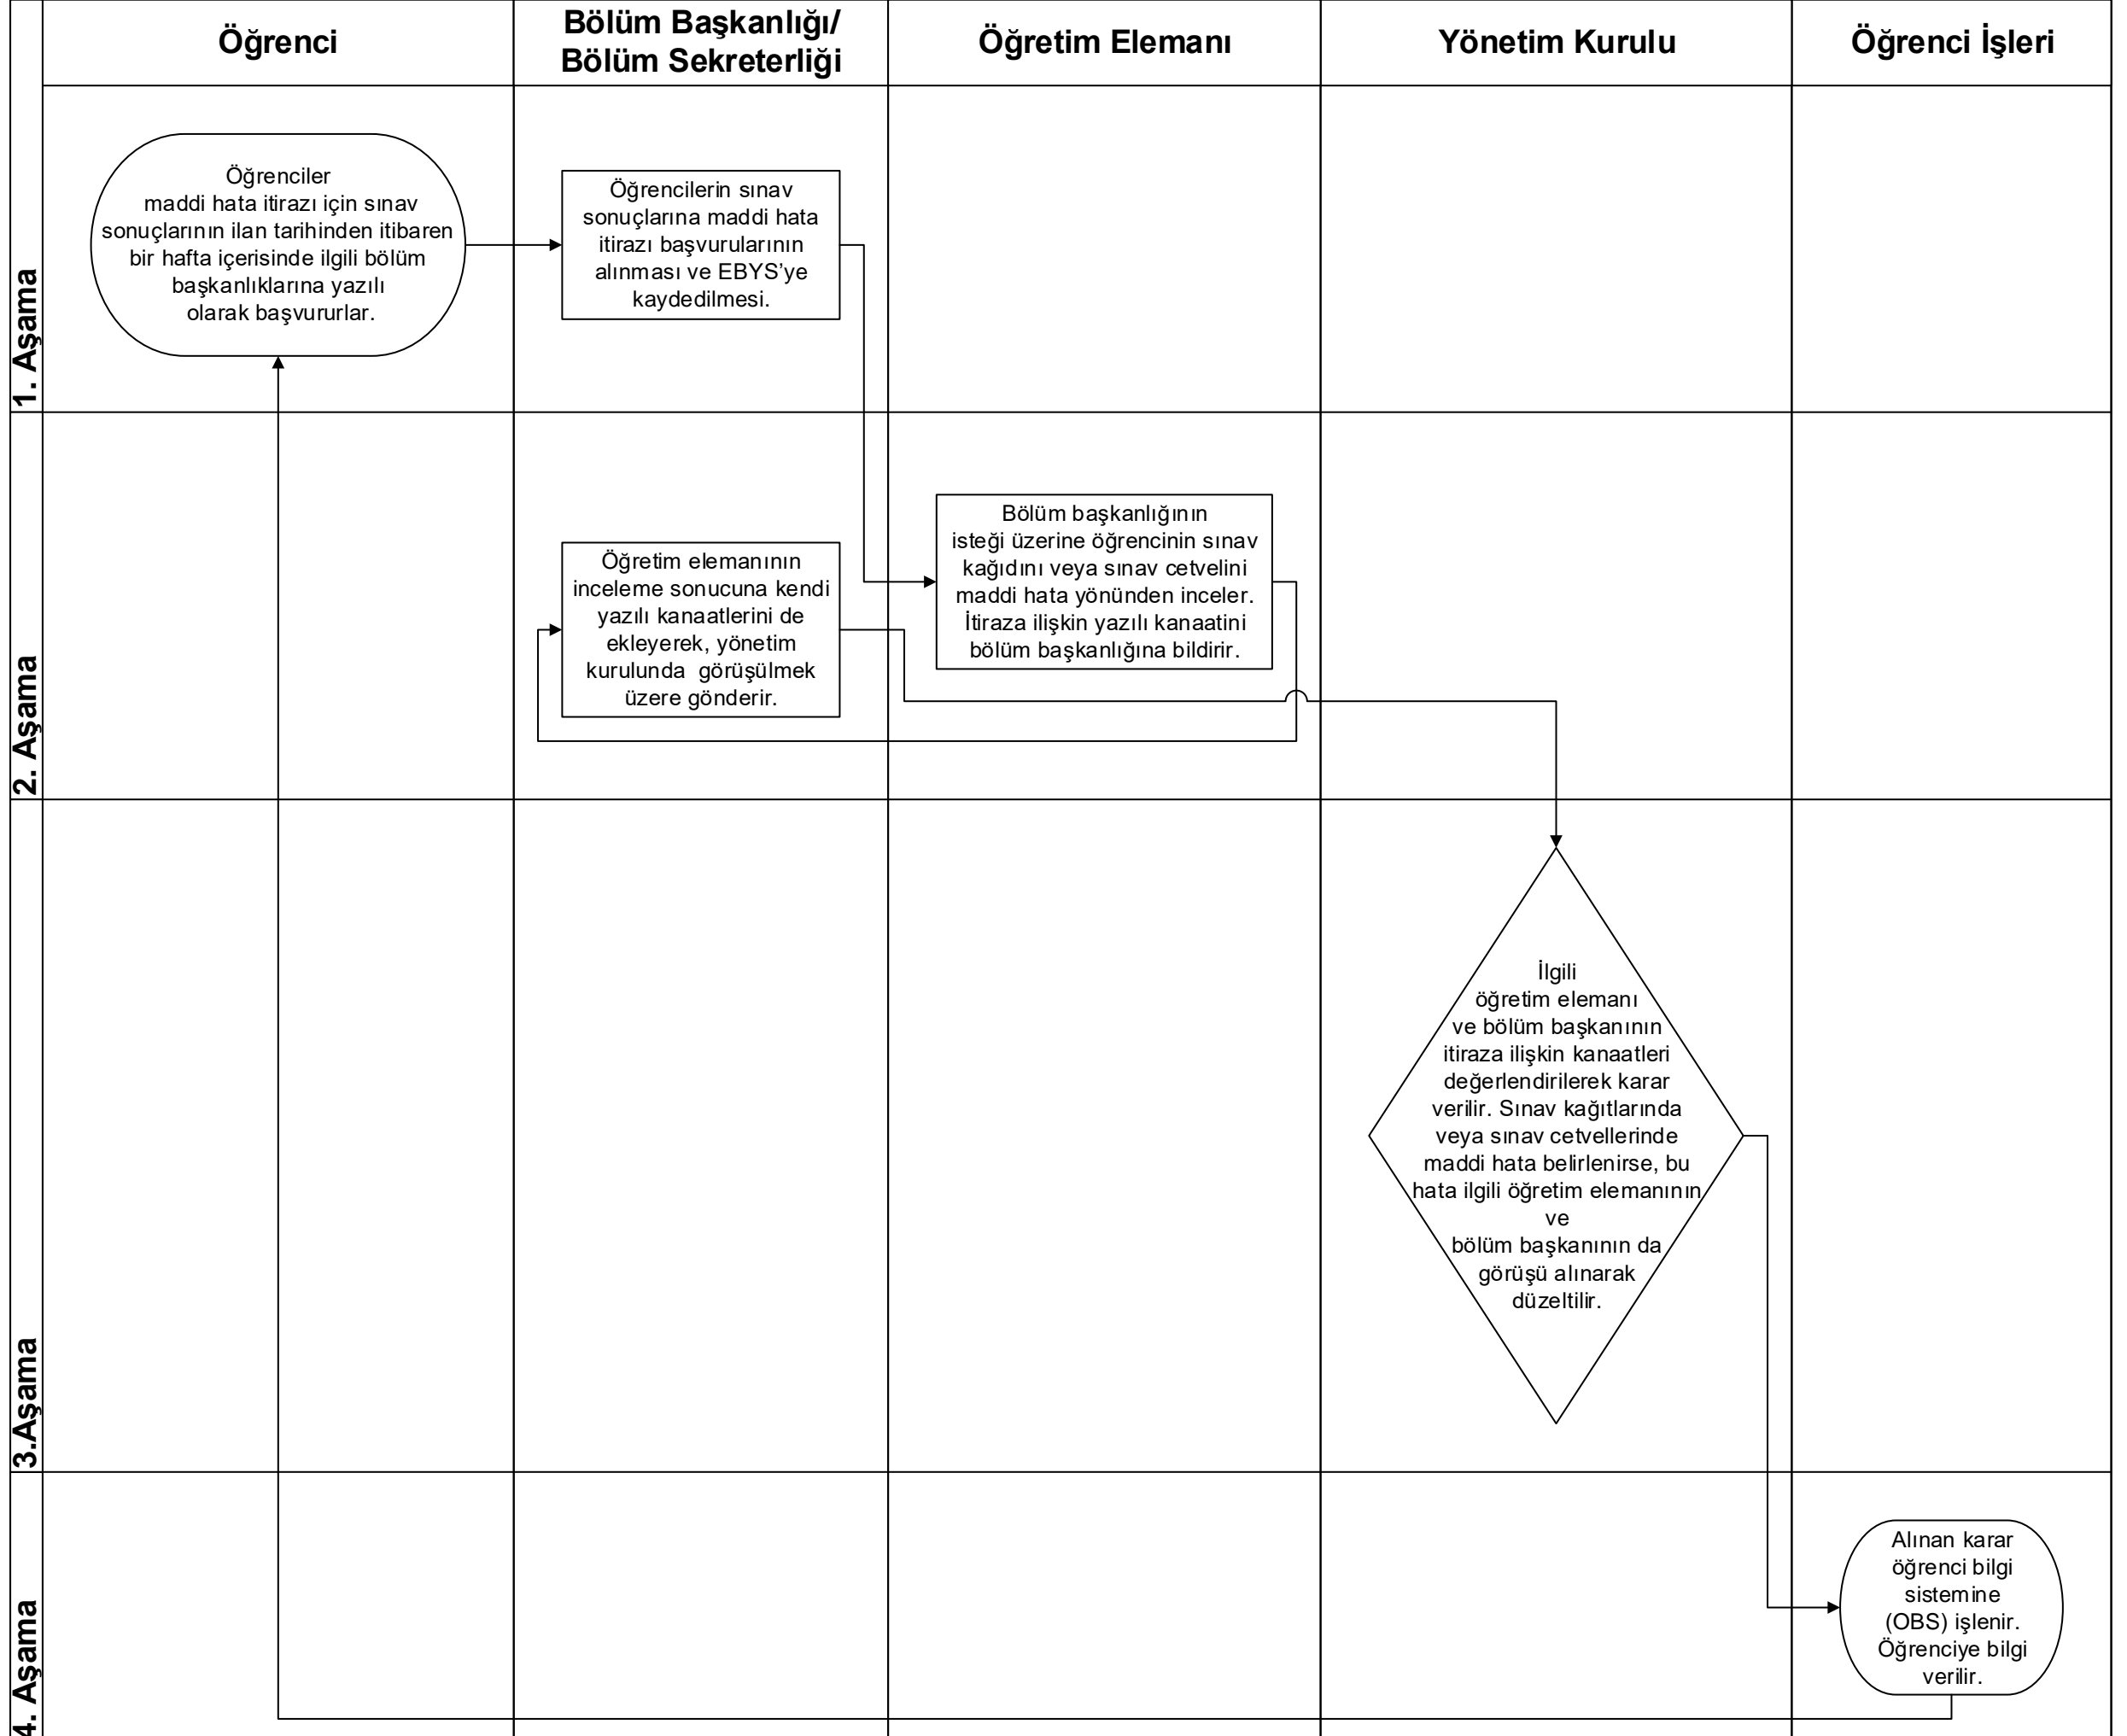 Öğrenci
Bölüm Başkanlığı/
Bölüm Sekreterliği
Öğretim Elemanı
Yönetim Kurulu
Öğrenci İşleri
1. Aşama
Öğrenciler
maddi hata itirazı için sınav
sonuçlarının ilan tarihinden itibaren
bir hafta içerisinde ilgili bölüm
başkanlıklarına yazılı
olarak başvururlar.
Öğrencilerin sınav
sonuçlarına maddi hata
itirazı başvurularının
alınması ve EBYS’ye
kaydedilmesi.
2. Aşama
Bölüm başkanlığının
isteği üzerine öğrencinin sınav
kağıdını veya sınav cetvelini
maddi hata yönünden inceler.
İtiraza ilişkin yazılı kanaatini
bölüm başkanlığına bildirir.
Öğretim elemanının
inceleme sonucuna kendi
yazılı kanaatlerini de
ekleyerek, yönetim
kurulunda görüşülmek
üzere gönderir.
3.Aşama
İlgili
öğretim elemanı
ve bölüm başkanının
itiraza ilişkin kanaatleri
değerlendirilerek karar
verilir. Sınav kağıtlarında
veya sınav cetvellerinde
maddi hata belirlenirse, bu
hata ilgili öğretim elemanının
ve
bölüm başkanının da
görüşü alınarak
düzeltilir.
4. Aşama
Alınan karar
öğrenci bilgi
sistemine
(OBS) işlenir.
Öğrenciye bilgi
verilir.